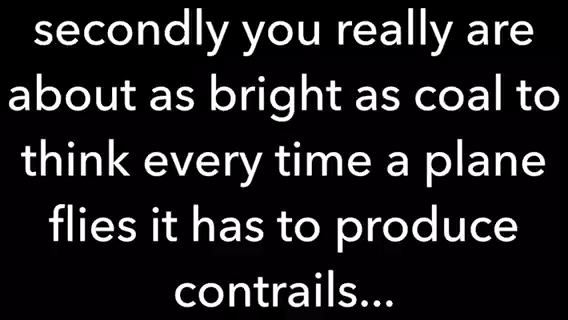 secondly you really are
about as bright as coal to
think every time a plane
flies it has to produce
contrails...